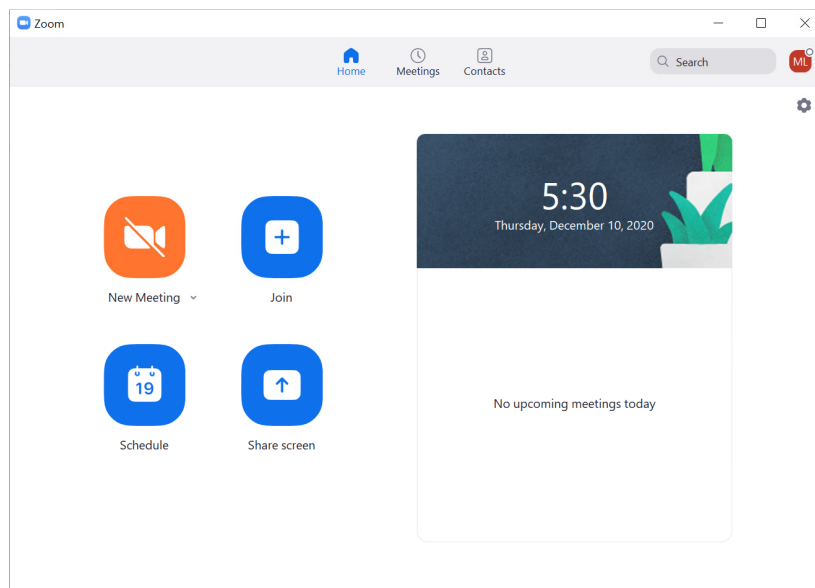 Zoom
Home
Meetings
Contacts
Search
ML
5:30
Thursday, December 10, 2020
New Meeting
Join
19
Schedule
Share screen
No upcoming meetings today